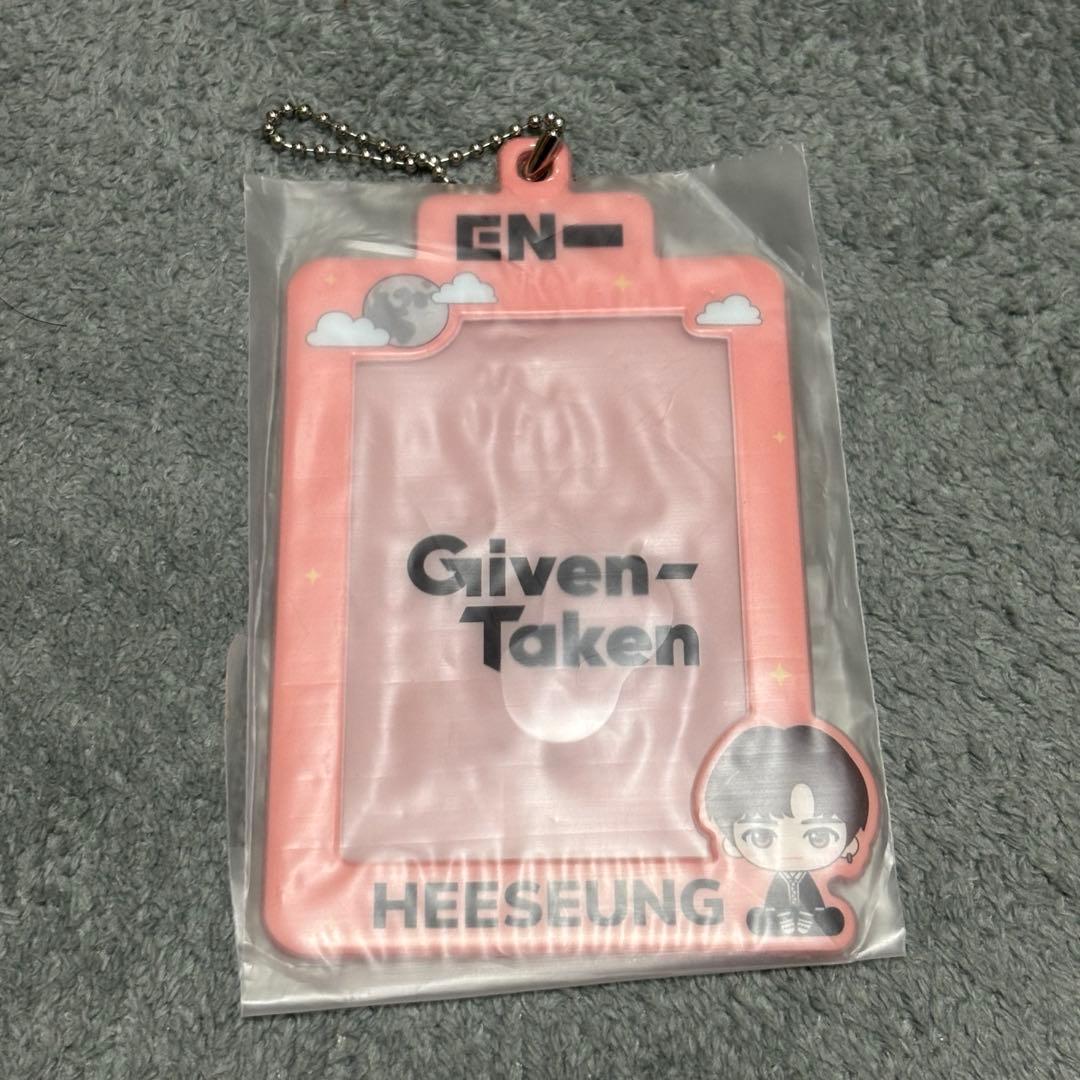 EN-
Given-
Taken
HEESEUNG